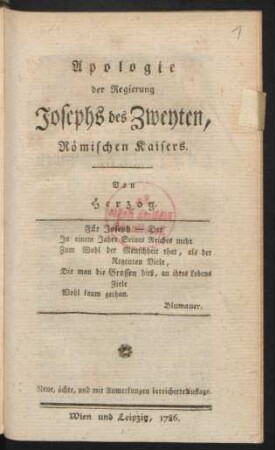 1
Apologie
der Regierung
Josephs des Zweyten,
Römischen Kaisers.
Von
Herzog.
Für Joseph — Der
In einem Jahre Seines Reiches mehr
Zum Wohl der Menschheit that, als der
Regenten Viele,
Die man die Grossen hieß, an ihres Lebens
Ziele
Wohl kaum gethan.
Blumauer.
Neue, ächte, und mit Anmerkungen bereicherte Auflage.
Wien und Leipzig, 1786.